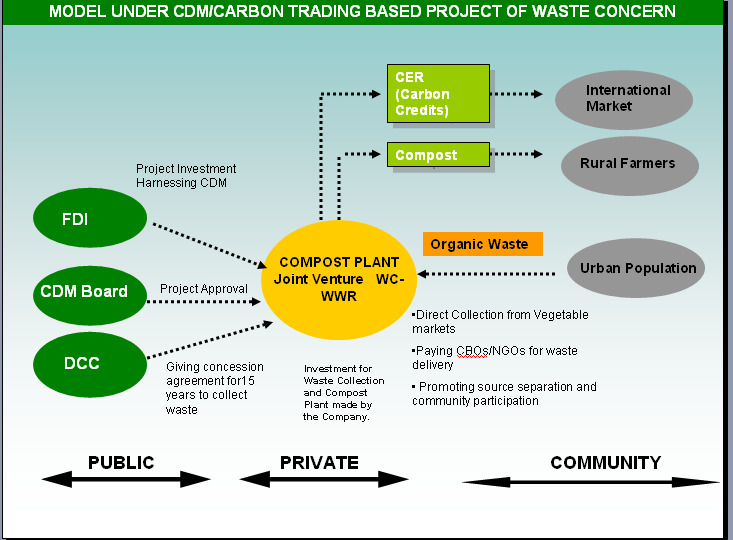 MODEL UNDER CDM/CARBON TRADING BASED PROJECT OF WASTE CONCERN
CER
(Carbon
Credits)
International
Market
Compost
Rural Farmers
Project Investment
Harnessing CDM
FDI
Organic Waste
COMPOST PLANT
Joint Venture WC-
WWR
Urban Population
CDM Board
Project Approval
•Direct Collection from Vegetable
markets
•Paying CBOs/NGOs for waste
delivery
• Promoting source separation and
community participation
DCC
Giving concession
agreement for15
years to collect
waste
Investment for
Waste Collection
and Compost
Plant made by
the Company.
PUBLIC
PRIVATE
COMMUNITY